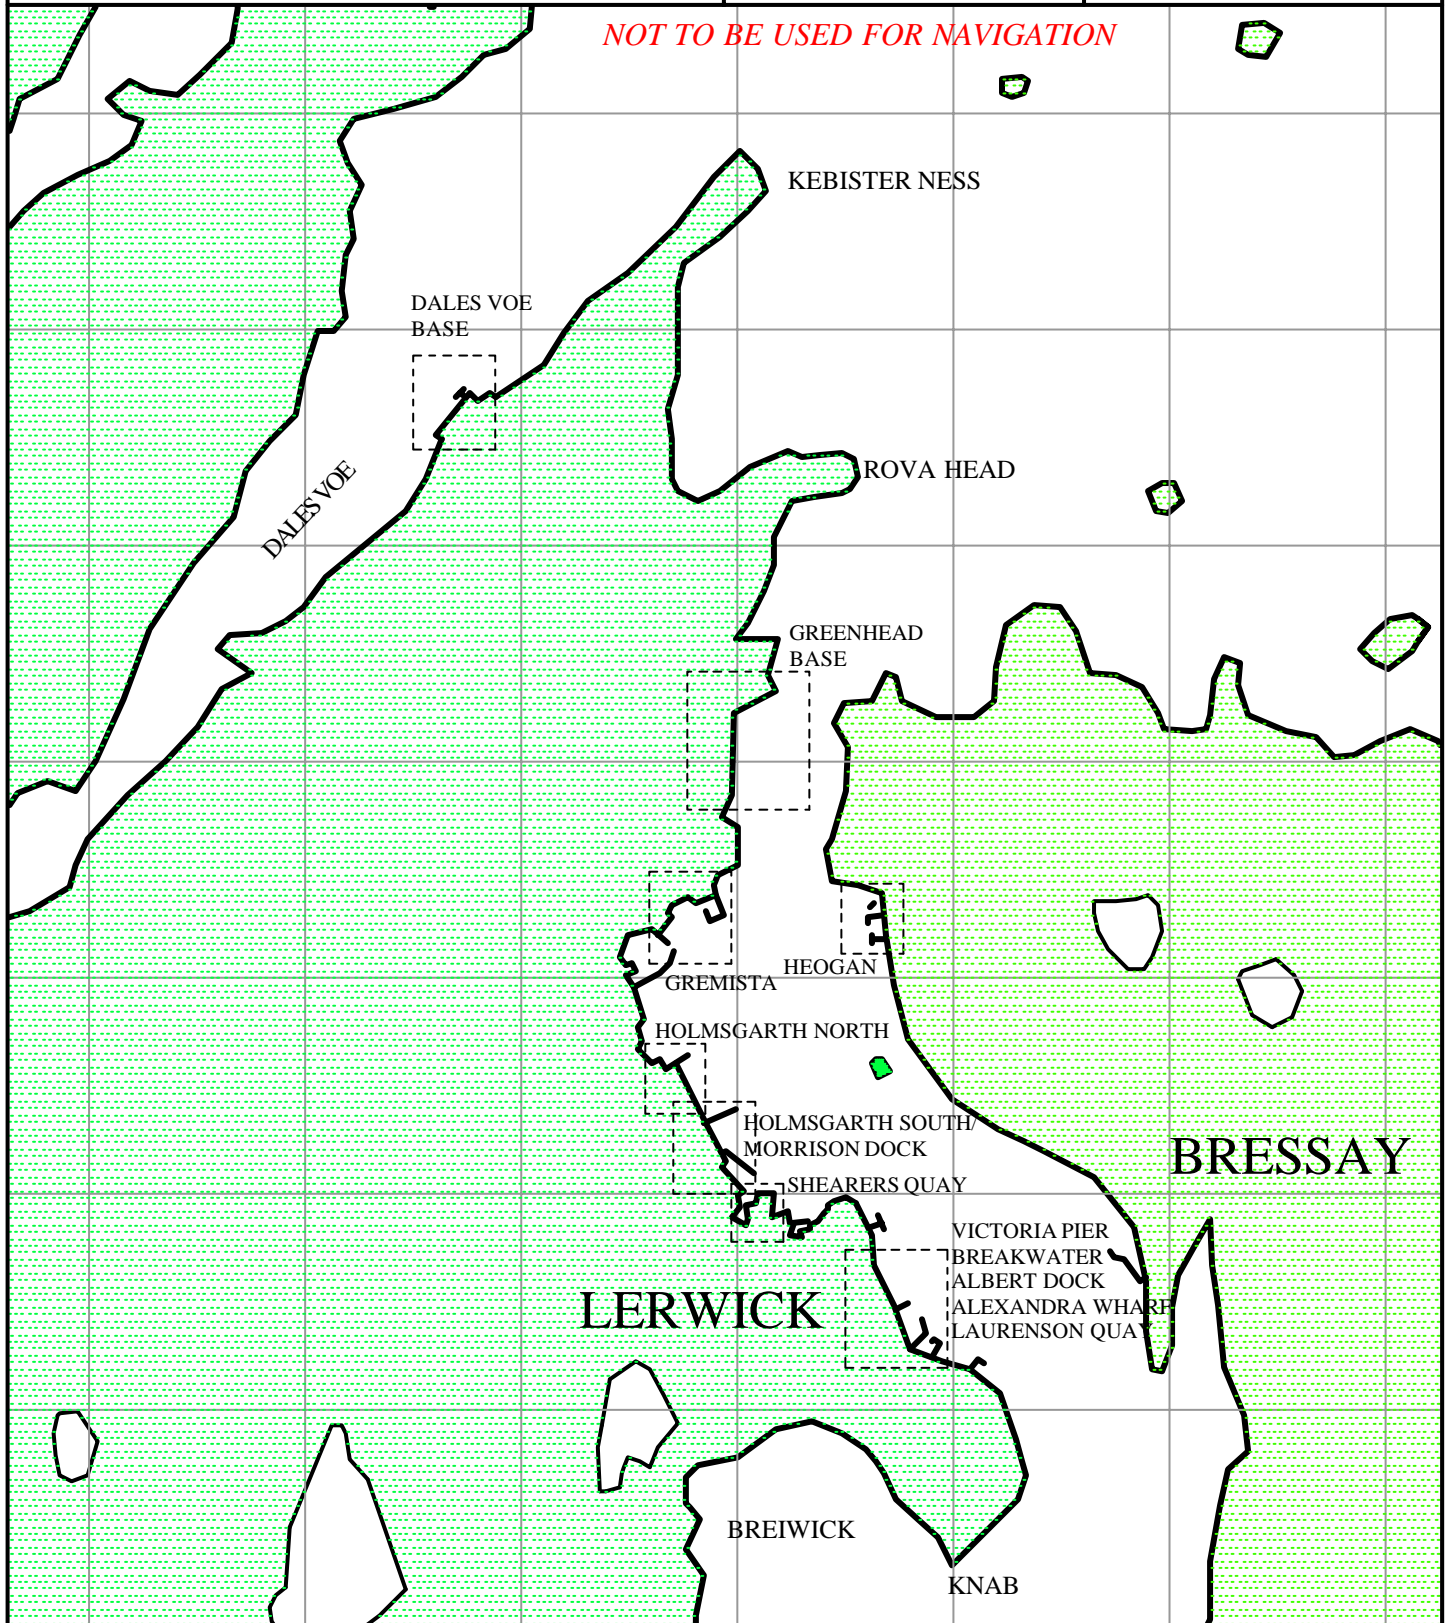 NOT TO BE USED FOR NAVIGATION
KEBISTER NESS
DALES VOE
BASE
DALES VOE
ROVA HEAD
GREENHEAD
BASE
HEOGAN
GREMISTA
HOLMSGARTH NORTH
HOLMSGARTH SOUTH/
MORRISON DOCK
BRESSAY
SHEARERS QUAY
VICTORIA PIER
BREAKWATER
ALBERT DOCK
ALEXANDRA WHARF
LAURENSON QUAY
LERWICK
BREIWICK
KNAB